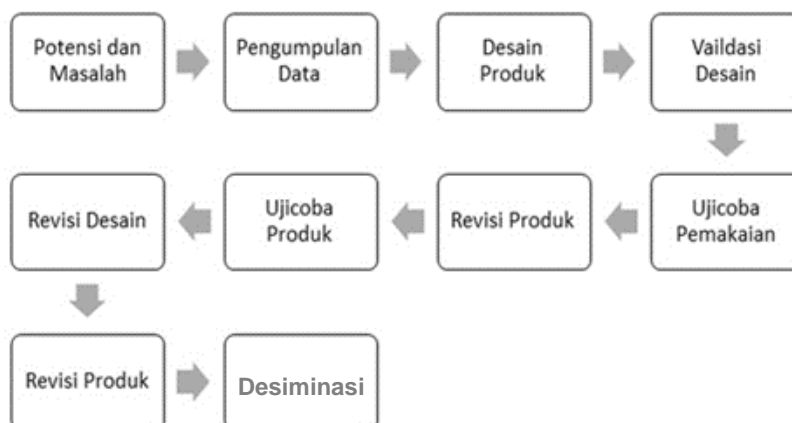 Potensi dan
Masalah
Pengumpulan
Data
Desain
Produk
Vaildasi
Desain
Ujicoba
Pemakaian
Revisi Produk
Ujicoba
Produk
Revisi Desain
Revisi Produk
Desiminasi